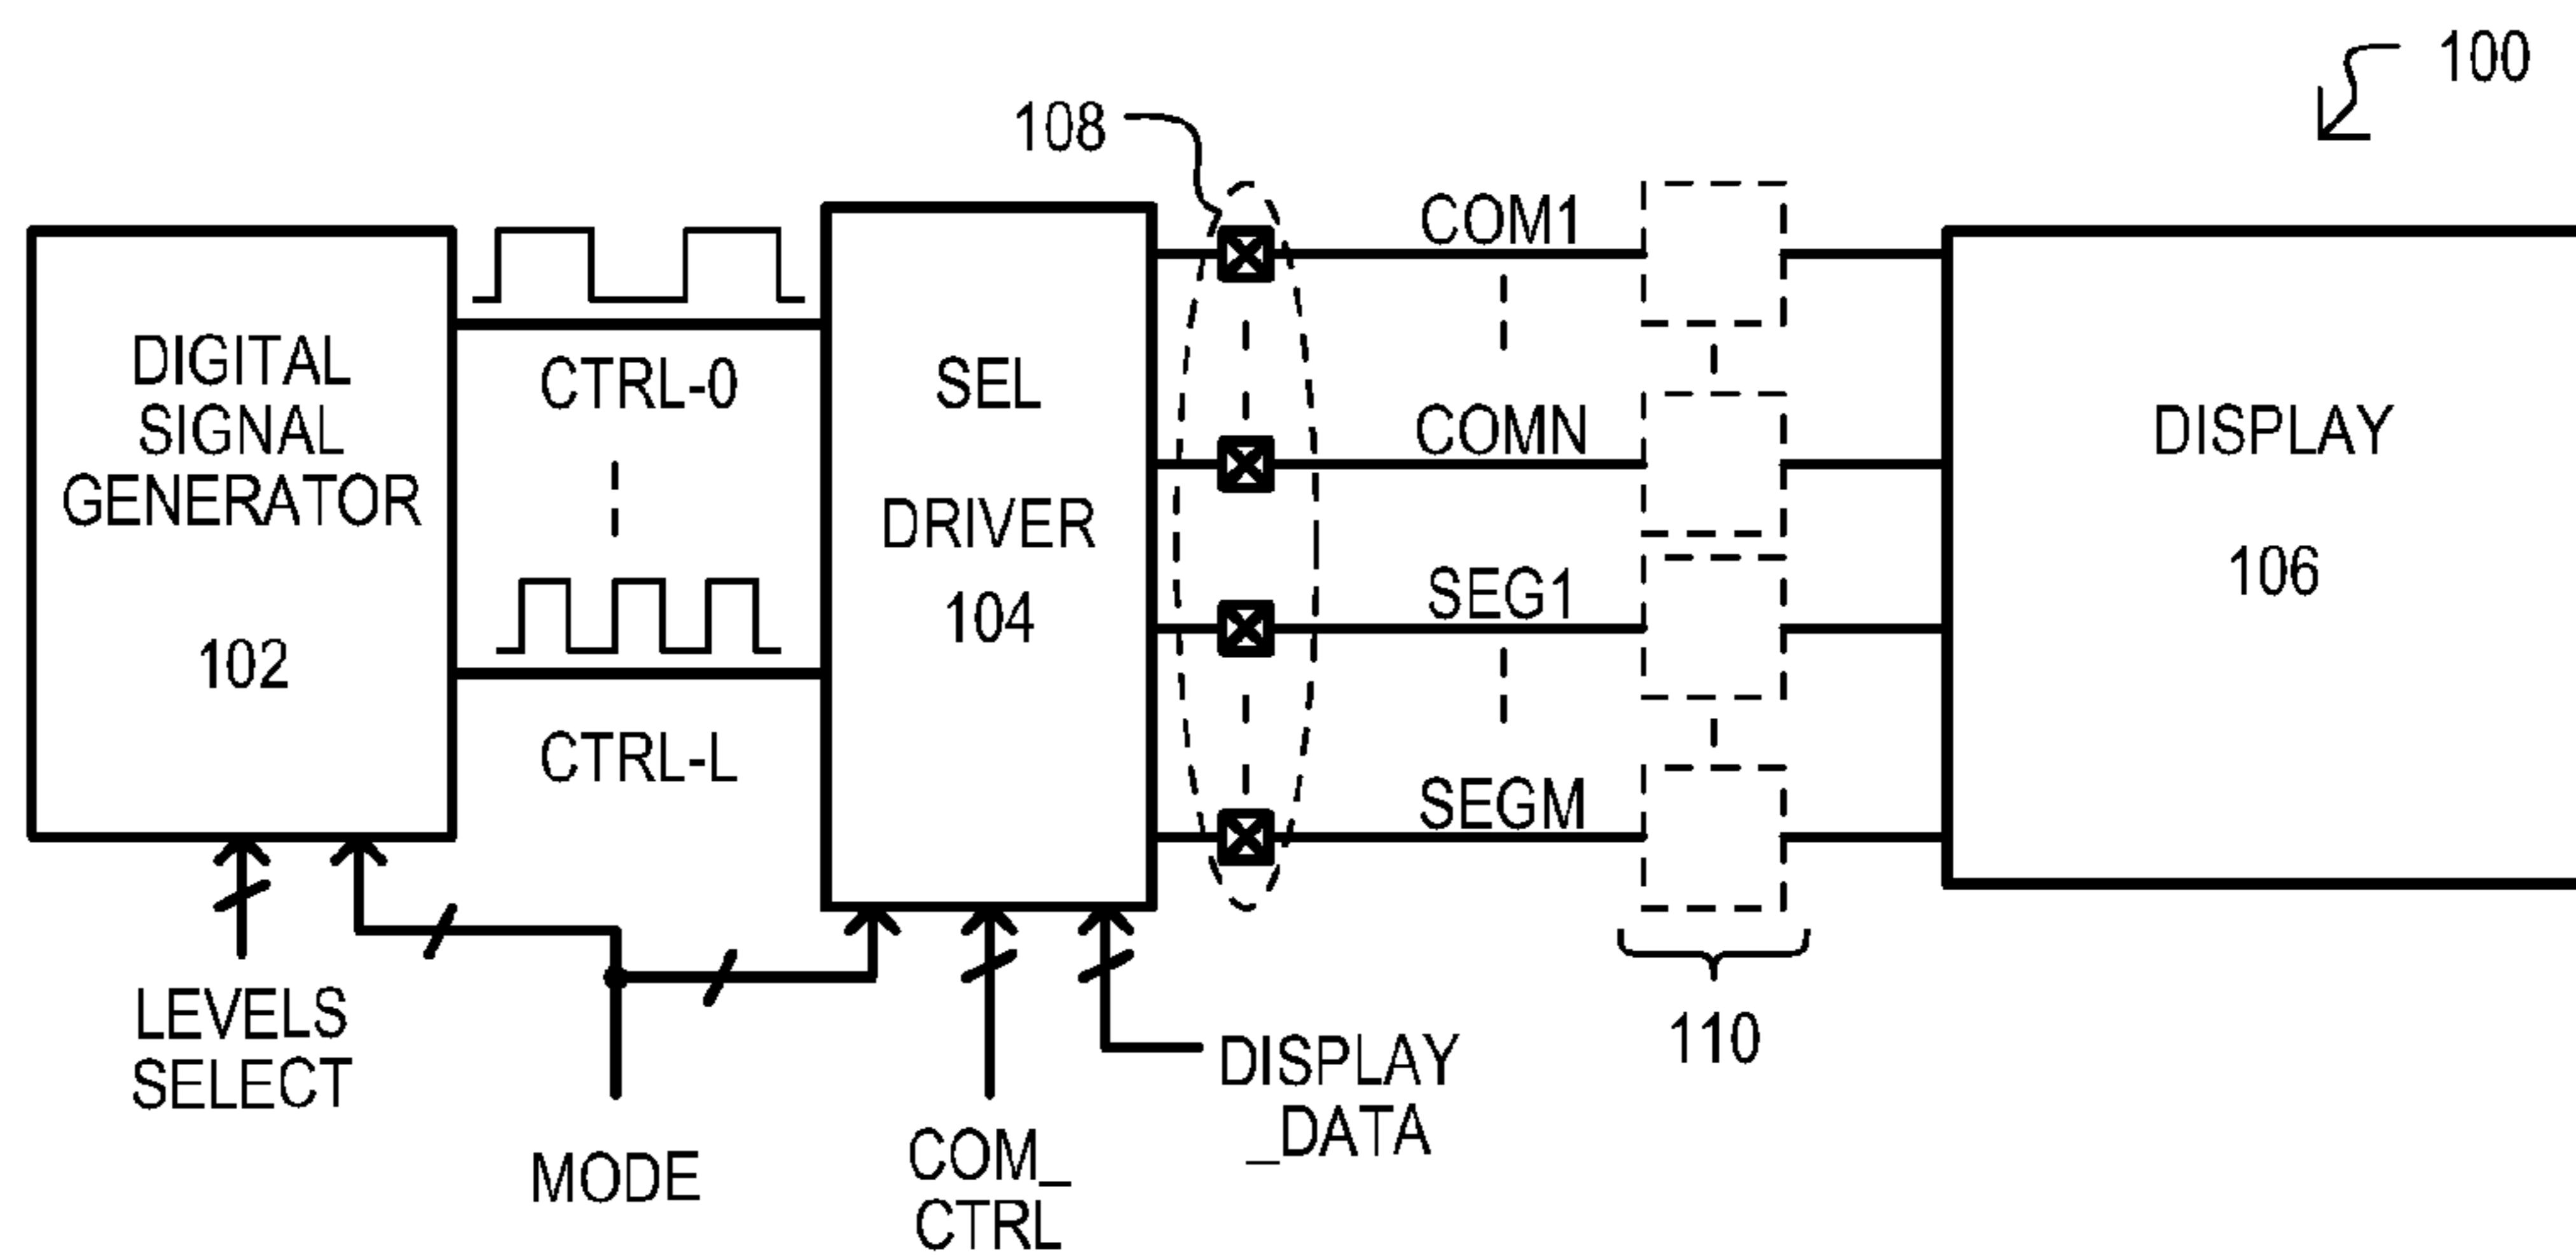 100
108
COM1
DIGITAL
SIGNAL
GENERATOR
102
CTRL-0
CTRL-L
SEL
DRIVER
104
COMN
SEG1
SEGM
DISPLAY
106
110
LEVELS
SELECT
MODE
COM_
CTRL
DISPLAY
_DATA